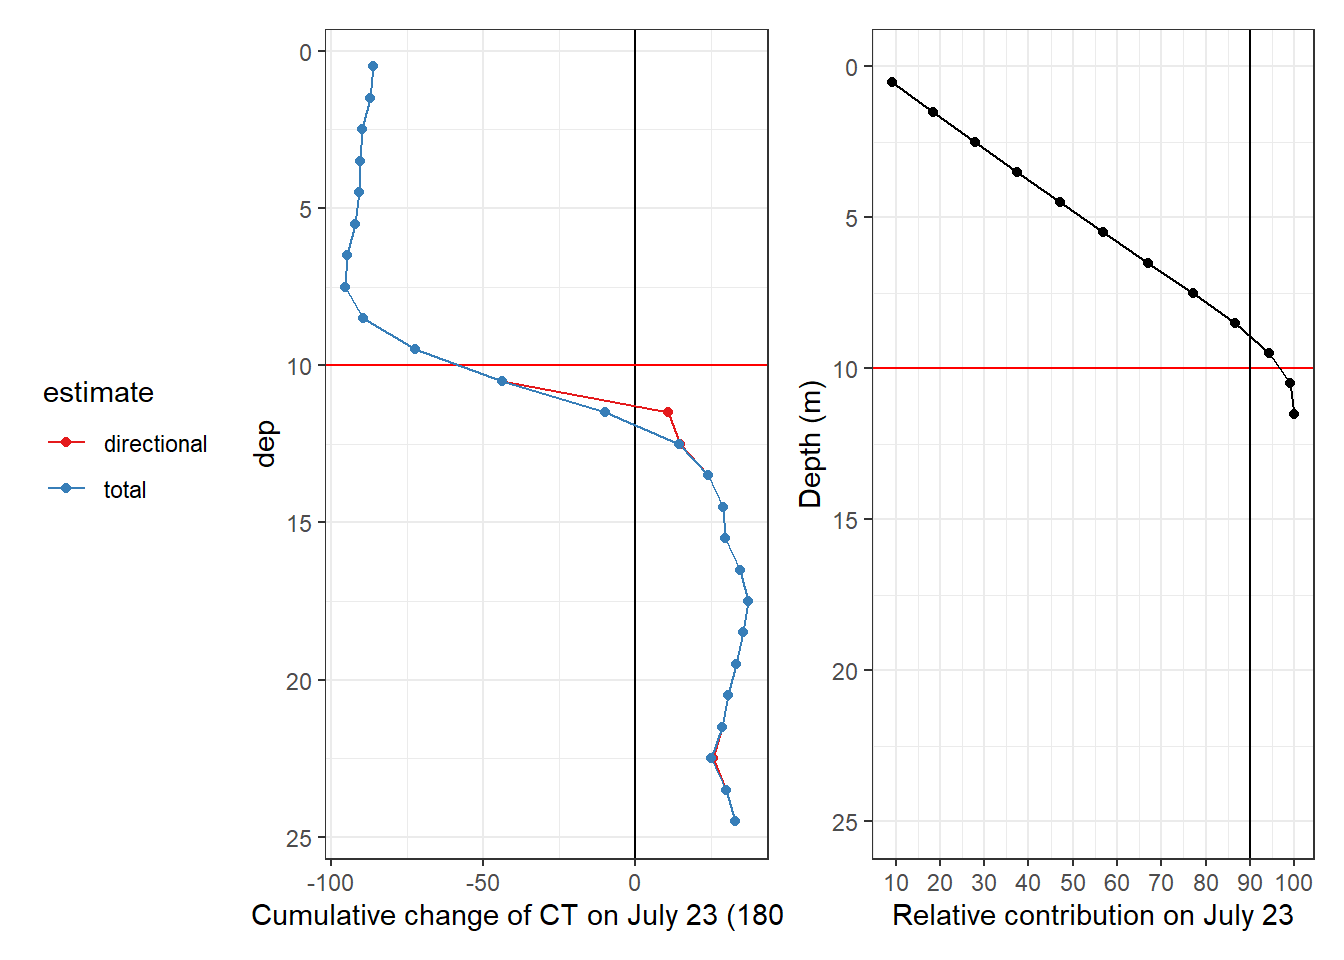 estimate
directional
total
dep
0
5
10
15
20
25
-100
-50
0
Cumulative change of CT on July 23 (180
Depth (m)
0
5
10
15
20
25
10 20 30 40 50 60 70 80 90 100
Relative contribution on July 23